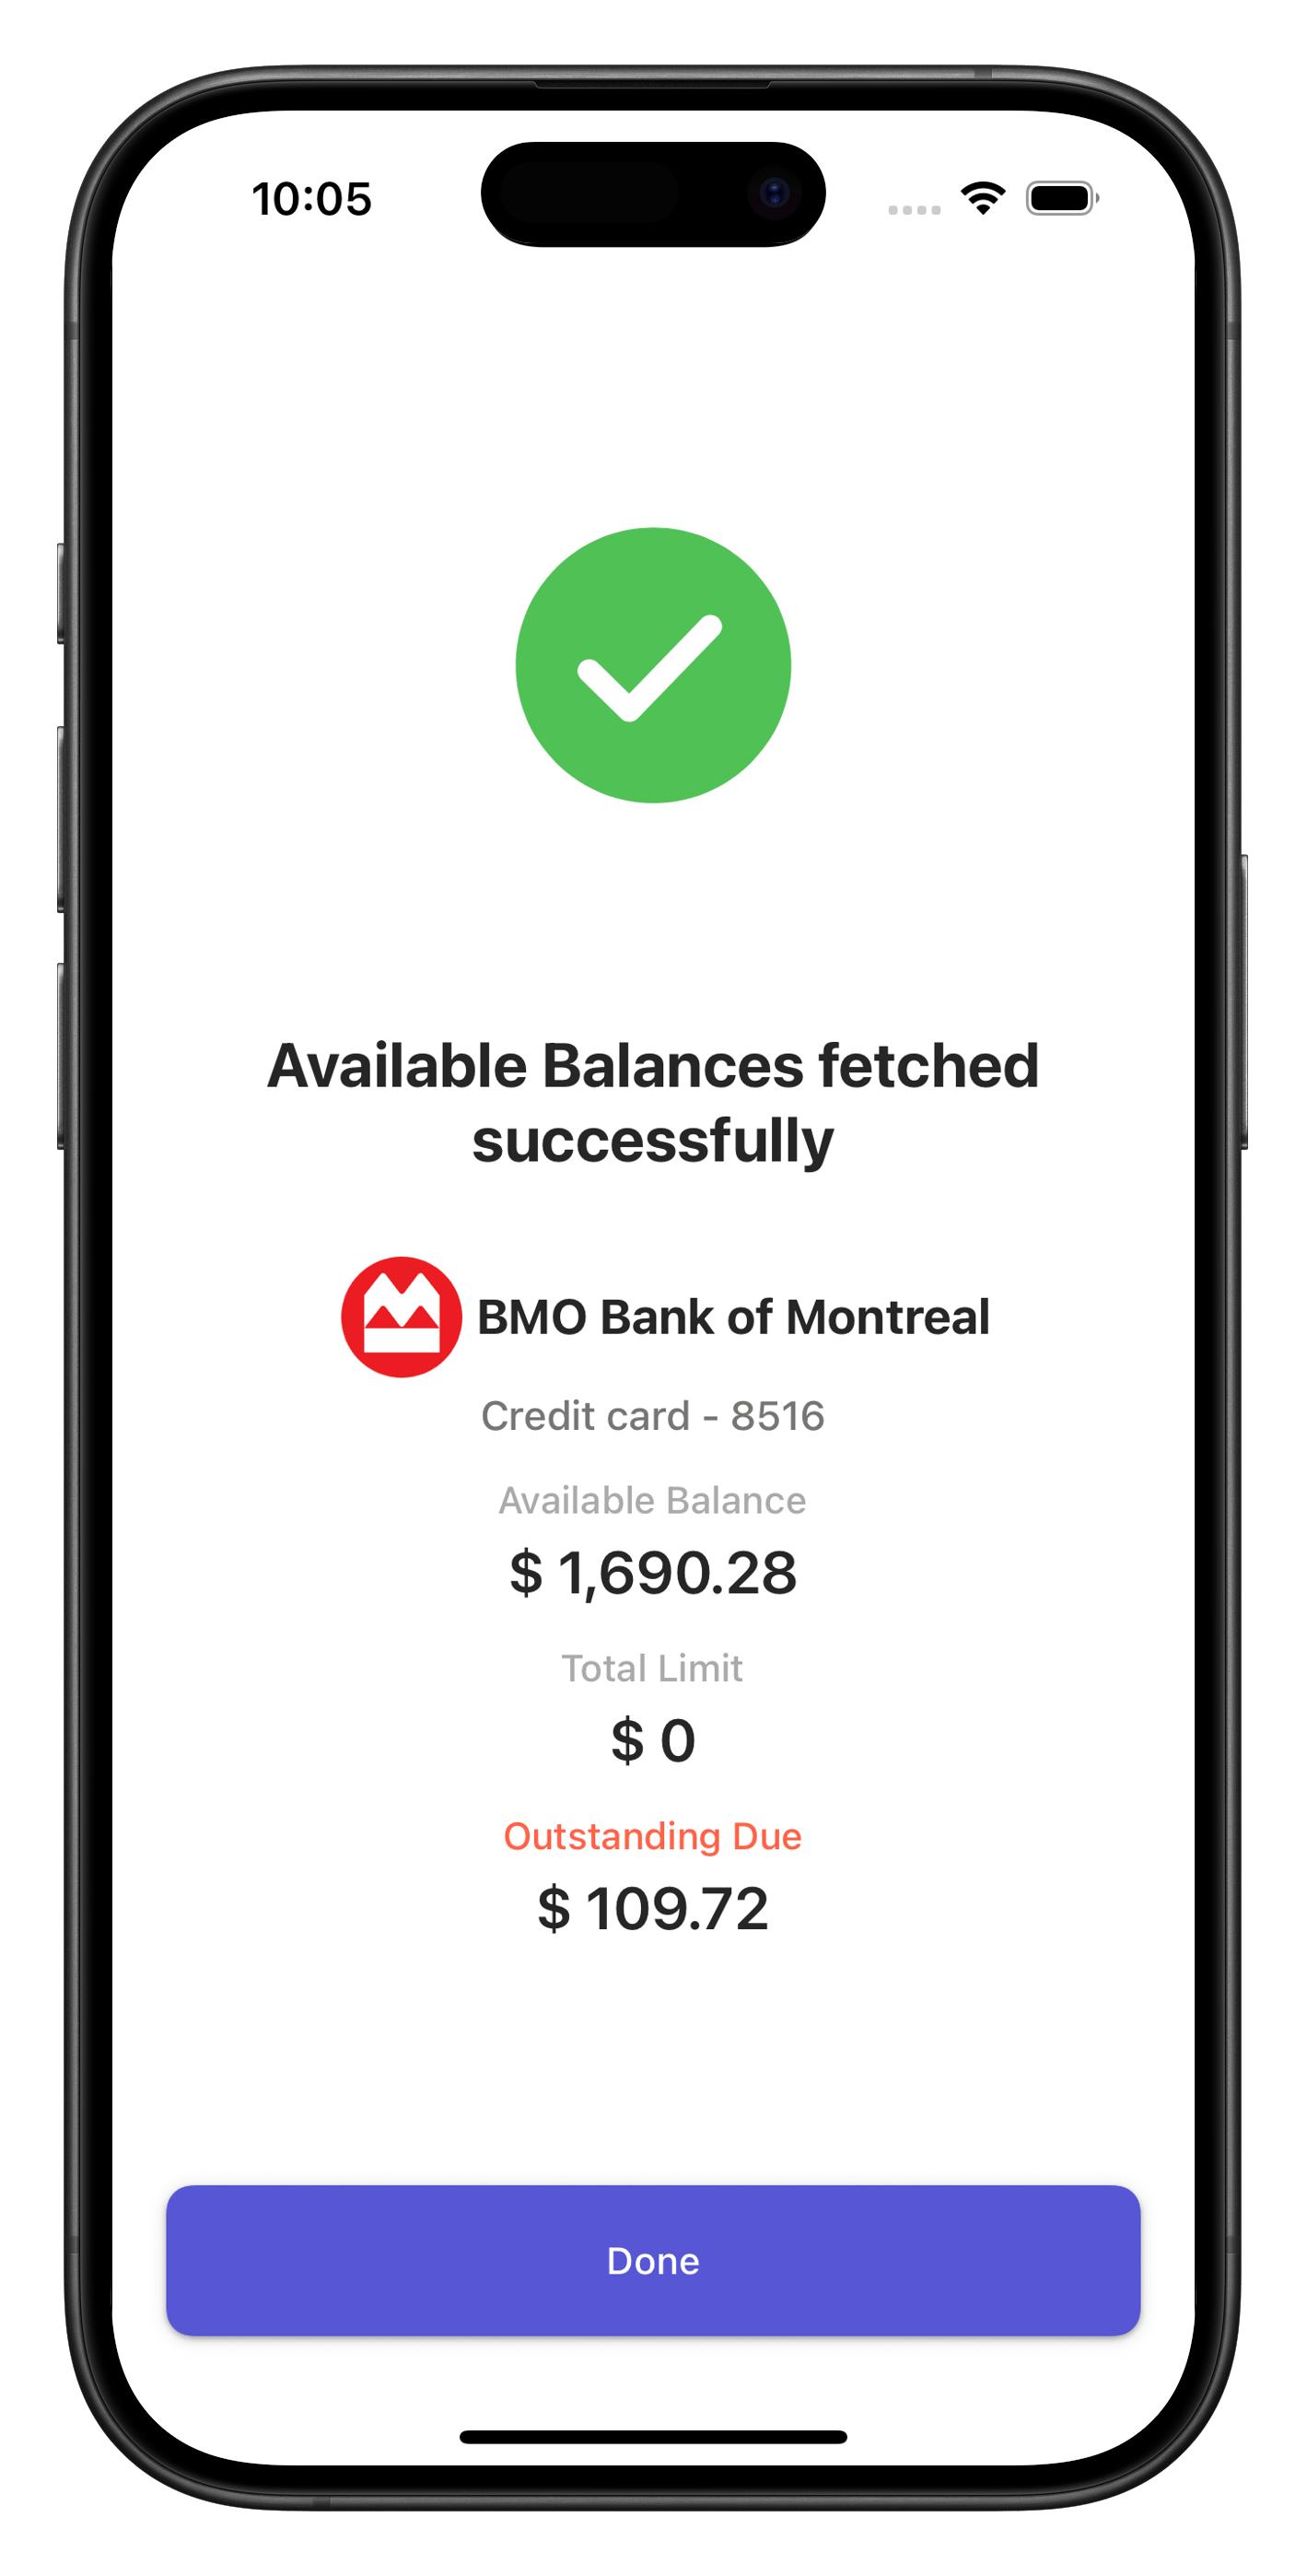 10:05
Available Balances fetched
successfully
BMO Bank of Montreal
Credit card - 8516
Available Balance
$ 1,690.28
Total Limit
$ 0
Outstanding Due
$ 109.72
Done